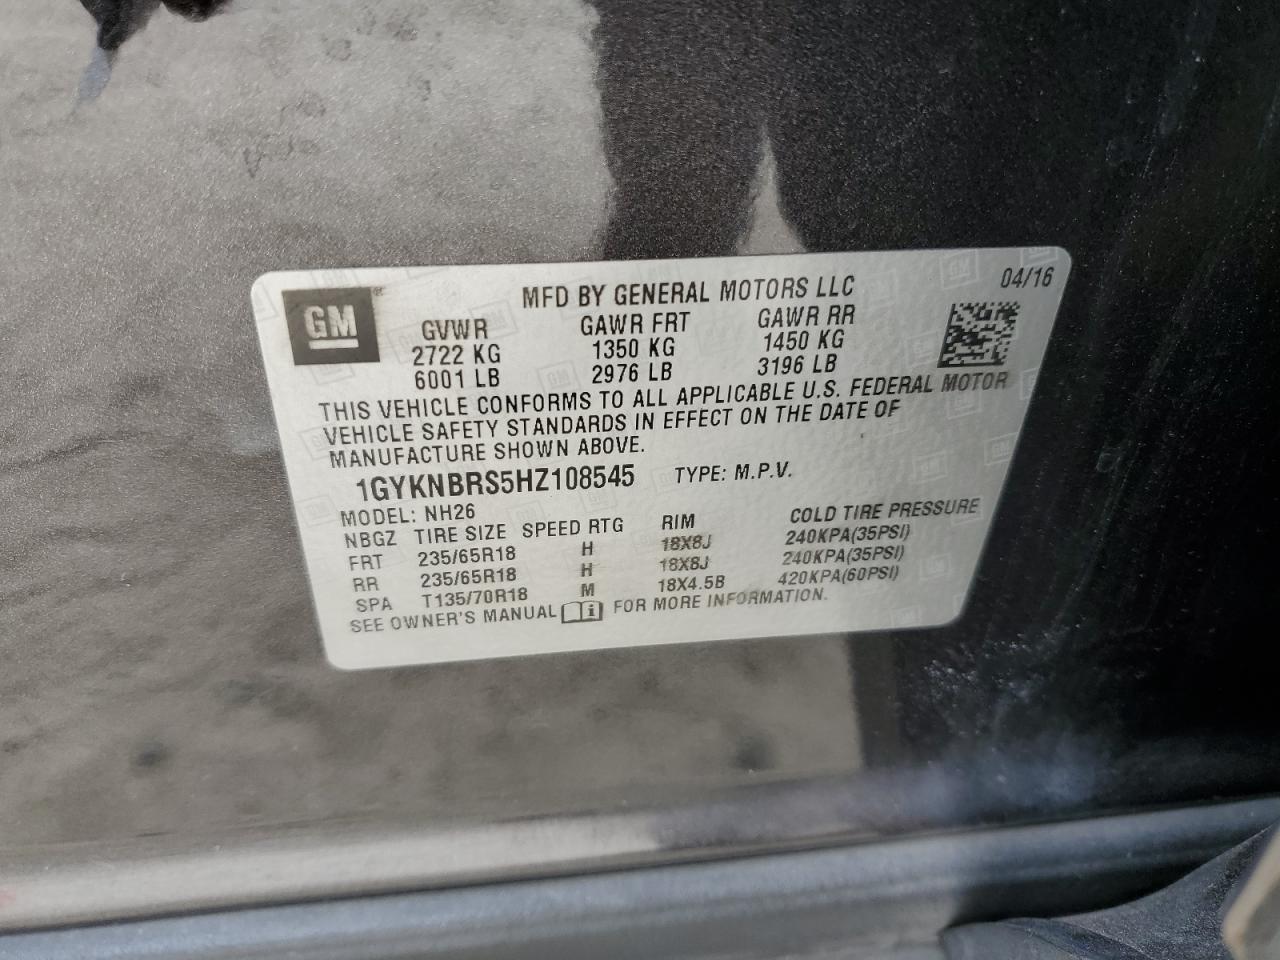 GM
MFD BY GENERAL MOTORS LLC 04/16
GVWR GAWR FRT GAWR RR
2722 KG 1350 KG 1450 KG
6001 LB 2976 LB 3196 LB
THIS VEHICLE CONFORMS TO ALL APPLICABLE U.S. FEDERAL MOTOR
VEHICLE SAFETY STANDARDS IN EFFECT ON THE DATE OF
MANUFACTURE SHOWN ABOVE.
1GYKNBRS5HZ108545 TYPE: M.P.V.
MODEL: NH26
NBGZ TIRE SIZE SPEED RTG RIM COLD TIRE PRESSURE
FRT 235/65R18 H 18X8J 240KPA(35PSI)
RR 235/65R18 H 18X8J 240KPA(35PSI)
SPA T135/70R18 M 18X4.5B 420KPA(60PSI)
SEE OWNER'S MANUAL FOR MORE INFORMATION.